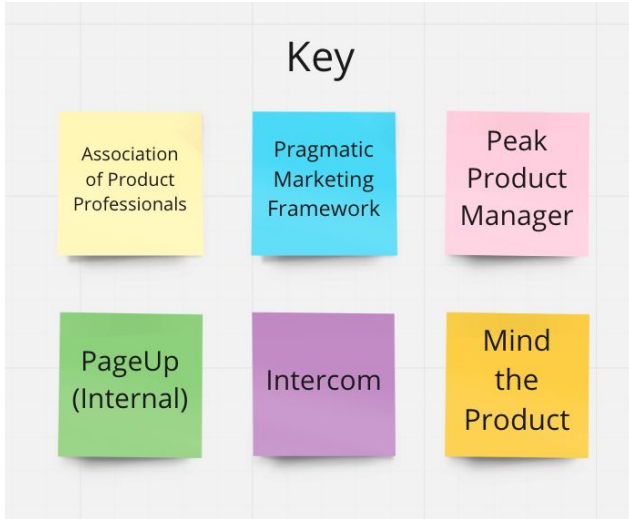 Key
Association
of Product
Professionals
Pragmatic
Marketing
Framework
Peak
Product
Manager
PageUp
(Internal)
Intercom
Mind
the
Product